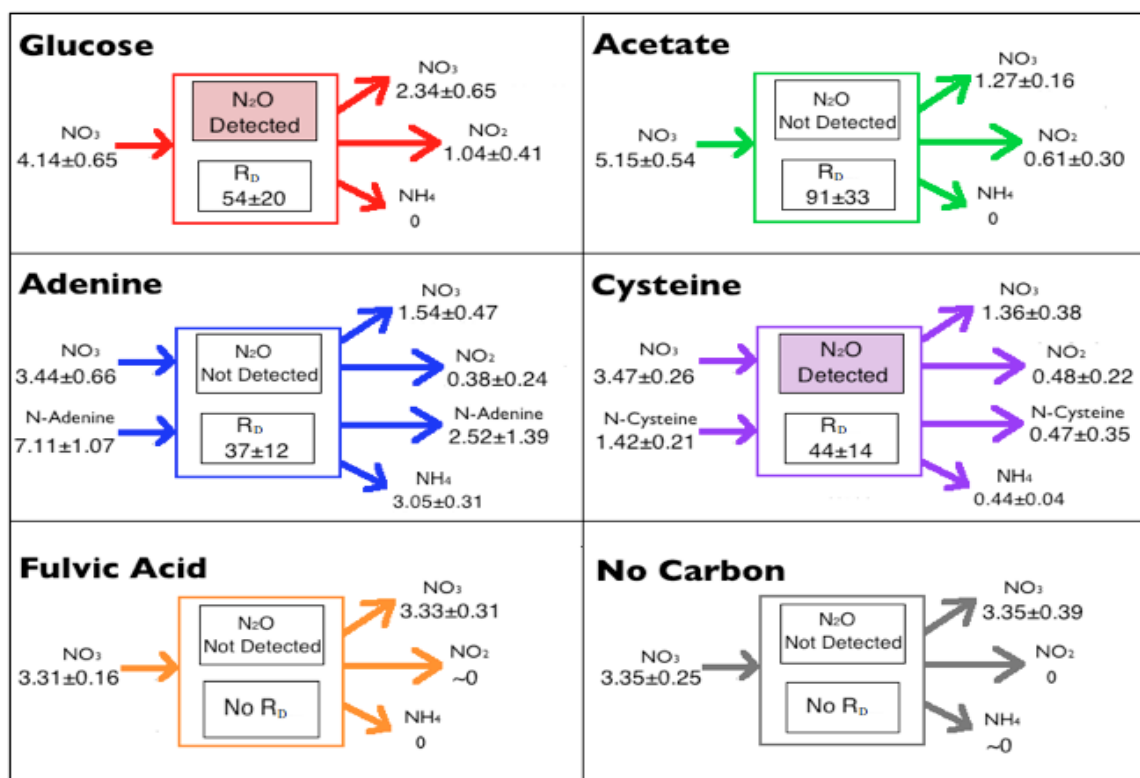 Glucose
NO₃
4.14±0.65
N₂O
Detected
R_D
54±20
NO₃
2.34±0.65
NO₂
1.04±0.41
NH₄
0
Acetate
NO₃
5.15±0.54
N₂O
Not Detected
R_D
91±33
NO₃
1.27±0.16
NO₂
0.61±0.30
NH₄
0
Adenine
NO₃
3.44±0.66
N-Adenine
7.11±1.07
N₂O
Not Detected
R_D
37±12
NO₃
1.54±0.47
NO₂
0.38±0.24
N-Adenine
2.52±1.39
NH₄
3.05±0.31
Cysteine
NO₃
3.47±0.26
N-Cysteine
1.42±0.21
N₂O
Detected
R_D
44±14
NO₃
1.36±0.38
NO₂
0.48±0.22
N-Cysteine
0.47±0.35
NH₄
0.44±0.04
Fulvic Acid
NO₃
3.31±0.16
N₂O
Not Detected
No R_D
NO₃
3.33±0.31
NO₂
~0
NH₄
0
No Carbon
NO₃
3.35±0.25
N₂O
Not Detected
No R_D
NO₃
3.35±0.39
NO₂
0
NH₄
~0